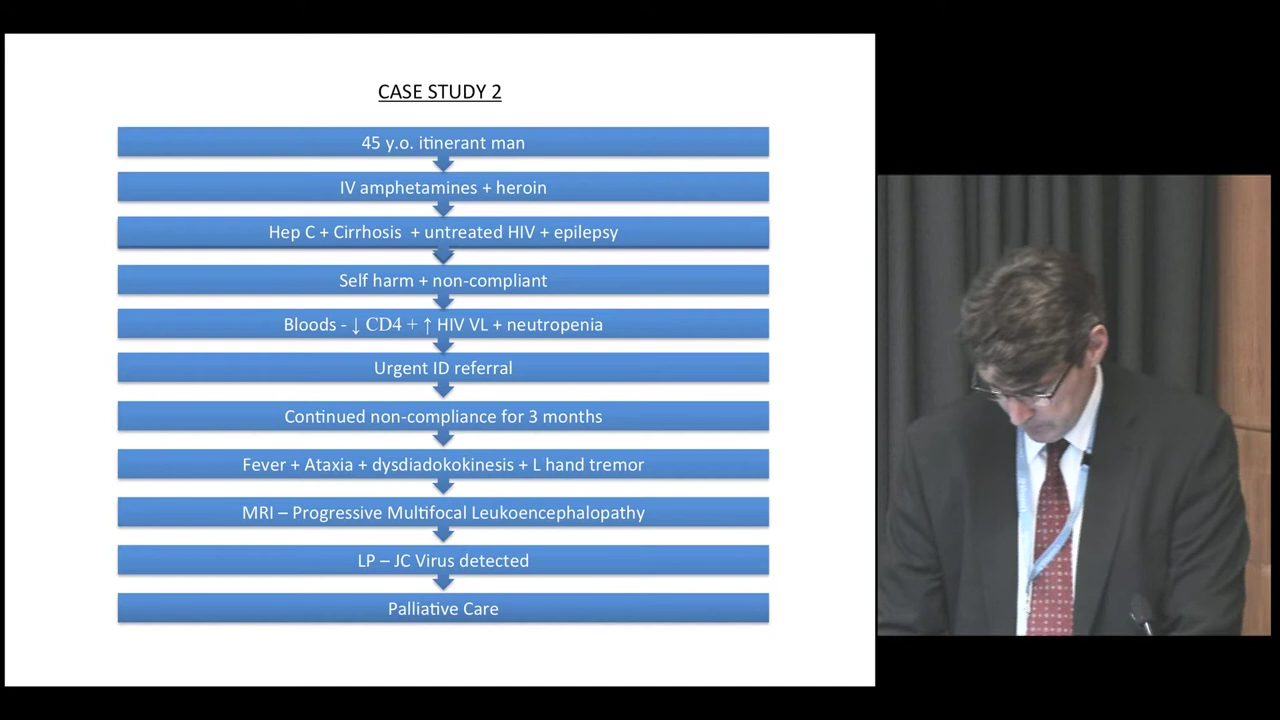 CASE STUDY 2
45 y.o. itinerant man
IV amphetamines + heroin
Hep C + Cirrhosis + untreated HIV + epilepsy
Self harm + non-compliant
Bloods - ↓ CD4 + ↑ HIV VL + neutropenia
Urgent ID referral
Continued non-compliance for 3 months
Fever + Ataxia + dysdiadokokinesis + L hand tremor
MRI – Progressive Multifocal Leukoencephalopathy
LP – JC Virus detected
Palliative Care